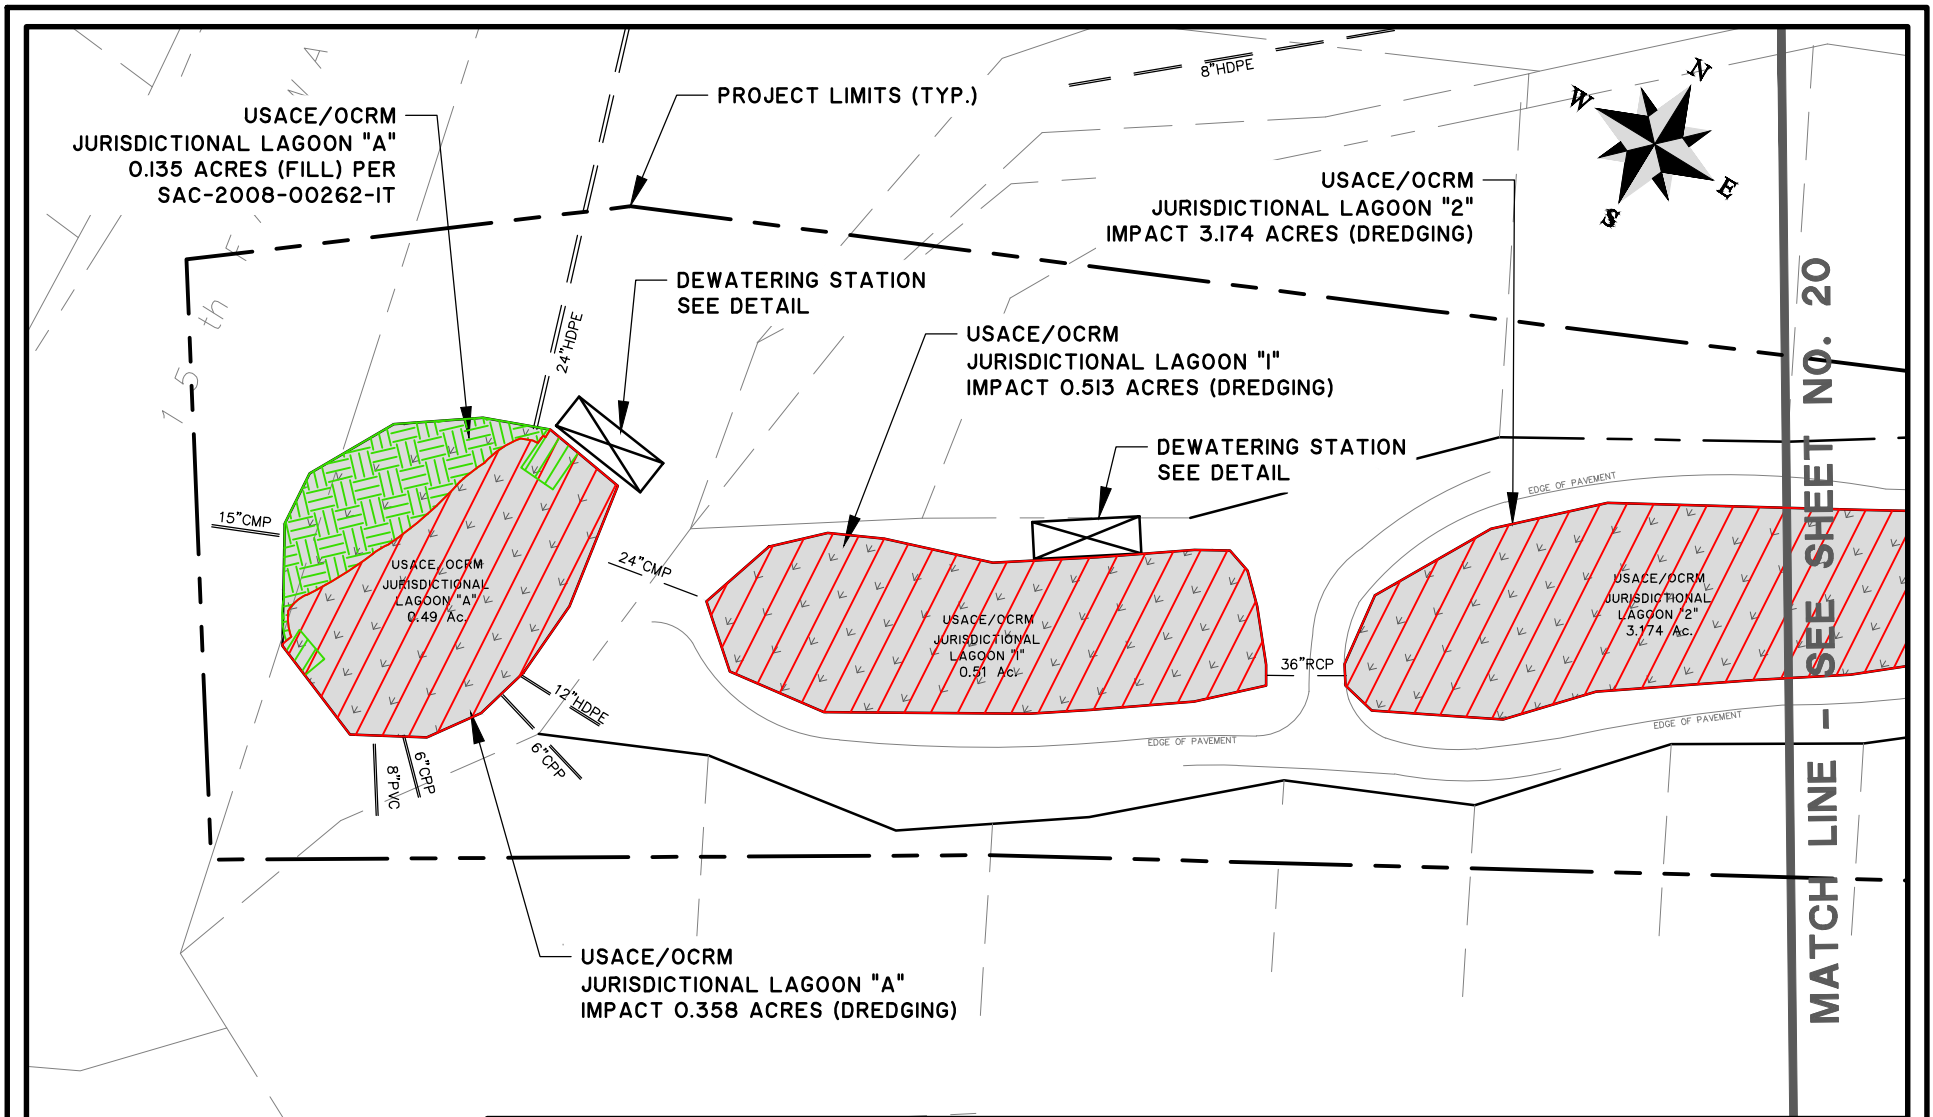 8"HDPE
N
W
E
S
PROJECT LIMITS (TYP.)
USACE/OCRM
JURISDICTIONAL LAGOON "A"
0.135 ACRES (FILL) PER
SAC-2008-00262-1T
USACE/OCRM
JURISDICTIONAL LAGOON "2"
IMPACT 3.174 ACRES (DREDGING)
DEWATERING STATION
SEE DETAIL
24"HDPE
USACE/OCRM
JURISDICTIONAL LAGOON "1"
IMPACT 0.513 ACRES (DREDGING)
15th
DEWATERING STATION
SEE DETAIL
EDGE OF PAVEMENT
15"CMP
24"CMP
USACE/OCRM
JURISDICTIONAL
LAGOON "A"
0.49 Ac.
USACE/OCRM
JURISDICTIONAL
LAGOON "1"
0.51 Ac.
USACE/OCRM
JURISDICTIONAL
LAGOON "2"
3.174 Ac.
36"RCP
12"HDPE
6"CPP
6"CPP
8"PVC
EDGE OF PAVEMENT
EDGE OF PAVEMENT
MATCH LINE - SEE SHEET NO. 20
USACE/OCRM
JURISDICTIONAL LAGOON "A"
IMPACT 0.358 ACRES (DREDGING)